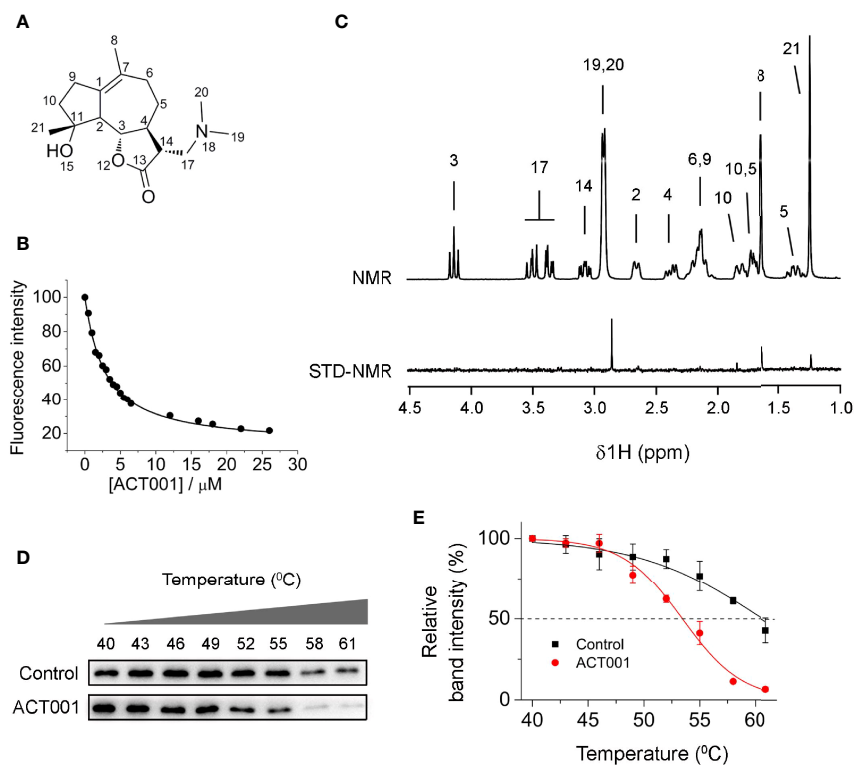 A
8
7
9
1
6
10
5
11
2
4
20
21
3
14
N
HO
18
19
15
O
12
13
17
O
B
Fluorescence intensity
100
80
60
40
20
0 5 10 15 20 25 30
[ACT001] / μM
C
21
19,20
8
3
17
14
6,9
10,5
2
4
10
5
NMR
STD-NMR
4.5 4.0 3.5 3.0 2.5 2.0 1.5 1.0
δ1H (ppm)
D
Temperature (⁰C)
40 43 46 49 52 55 58 61
Control
ACT001
E
Relative
band intensity (%)
100
50
0
Control
ACT001
40 45 50 55 60
Temperature (⁰C)